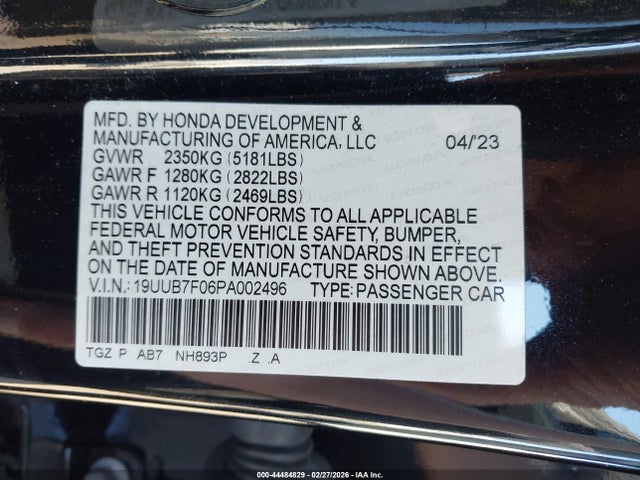 MFD. BY HONDA DEVELOPMENT &
MANUFACTURING OF AMERICA, LLC 04/'23
GVWR 2350KG (5181LBS)
GAWR F 1280KG (2822LBS)
GAWR R 1120KG (2469LBS)
THIS VEHICLE CONFORMS TO ALL APPLICABLE
FEDERAL MOTOR VEHICLE SAFETY, BUMPER,
AND THEFT PREVENTION STANDARDS IN EFFECT
ON THE DATE OF MANUFACTURE SHOWN ABOVE.
V.I.N.: 19UUB7F06PA002496 TYPE:PASSENGER CAR
TGZ P AB7 NH893P .Z .A
000-44484829 - 02/27/2026 - IAA Inc.